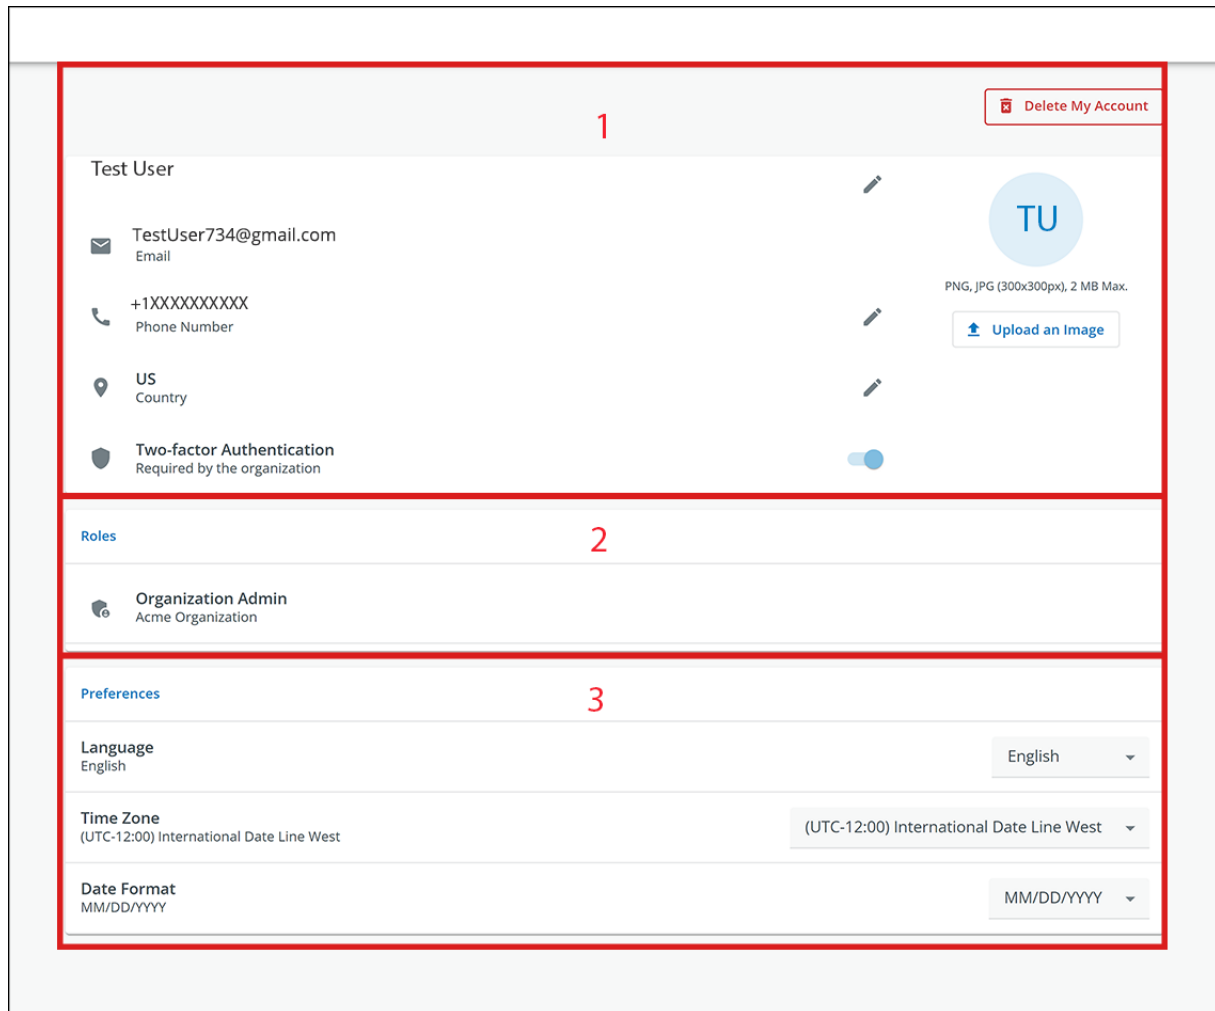 1
Delete My Account
Test User
TU
TestUser734@gmail.com
Email
PNG, JPG (300x300px), 2 MB Max.
+1XXXXXXXXXX
Phone Number
Upload an Image
US
Country
Two-factor Authentication
Required by the organization
2
Roles
Organization Admin
Acme Organization
3
Preferences
Language
English
English
Time Zone
(UTC-12:00) International Date Line West
(UTC-12:00) International Date Line West
Date Format
MM/DD/YYYY
MM/DD/YYYY